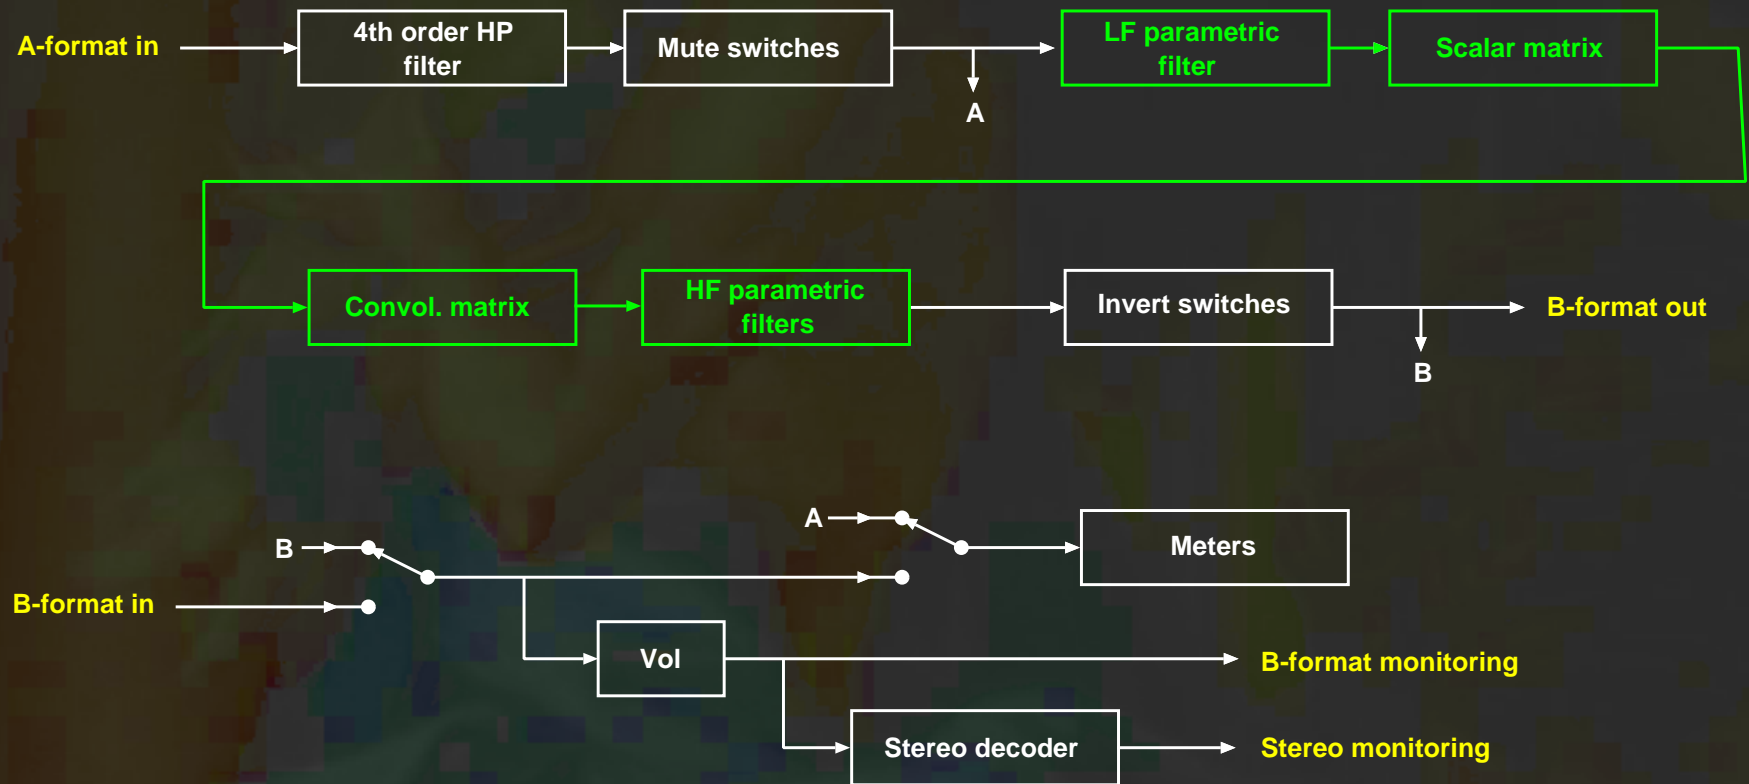 A-format in
4th order HP
filter
Mute switches
A
LF parametric
filter
Scalar matrix
Convol. matrix
HF parametric
filters
Invert switches
B-format out
B
A
Meters
B
B-format in
Vol
B-format monitoring
Stereo decoder
Stereo monitoring